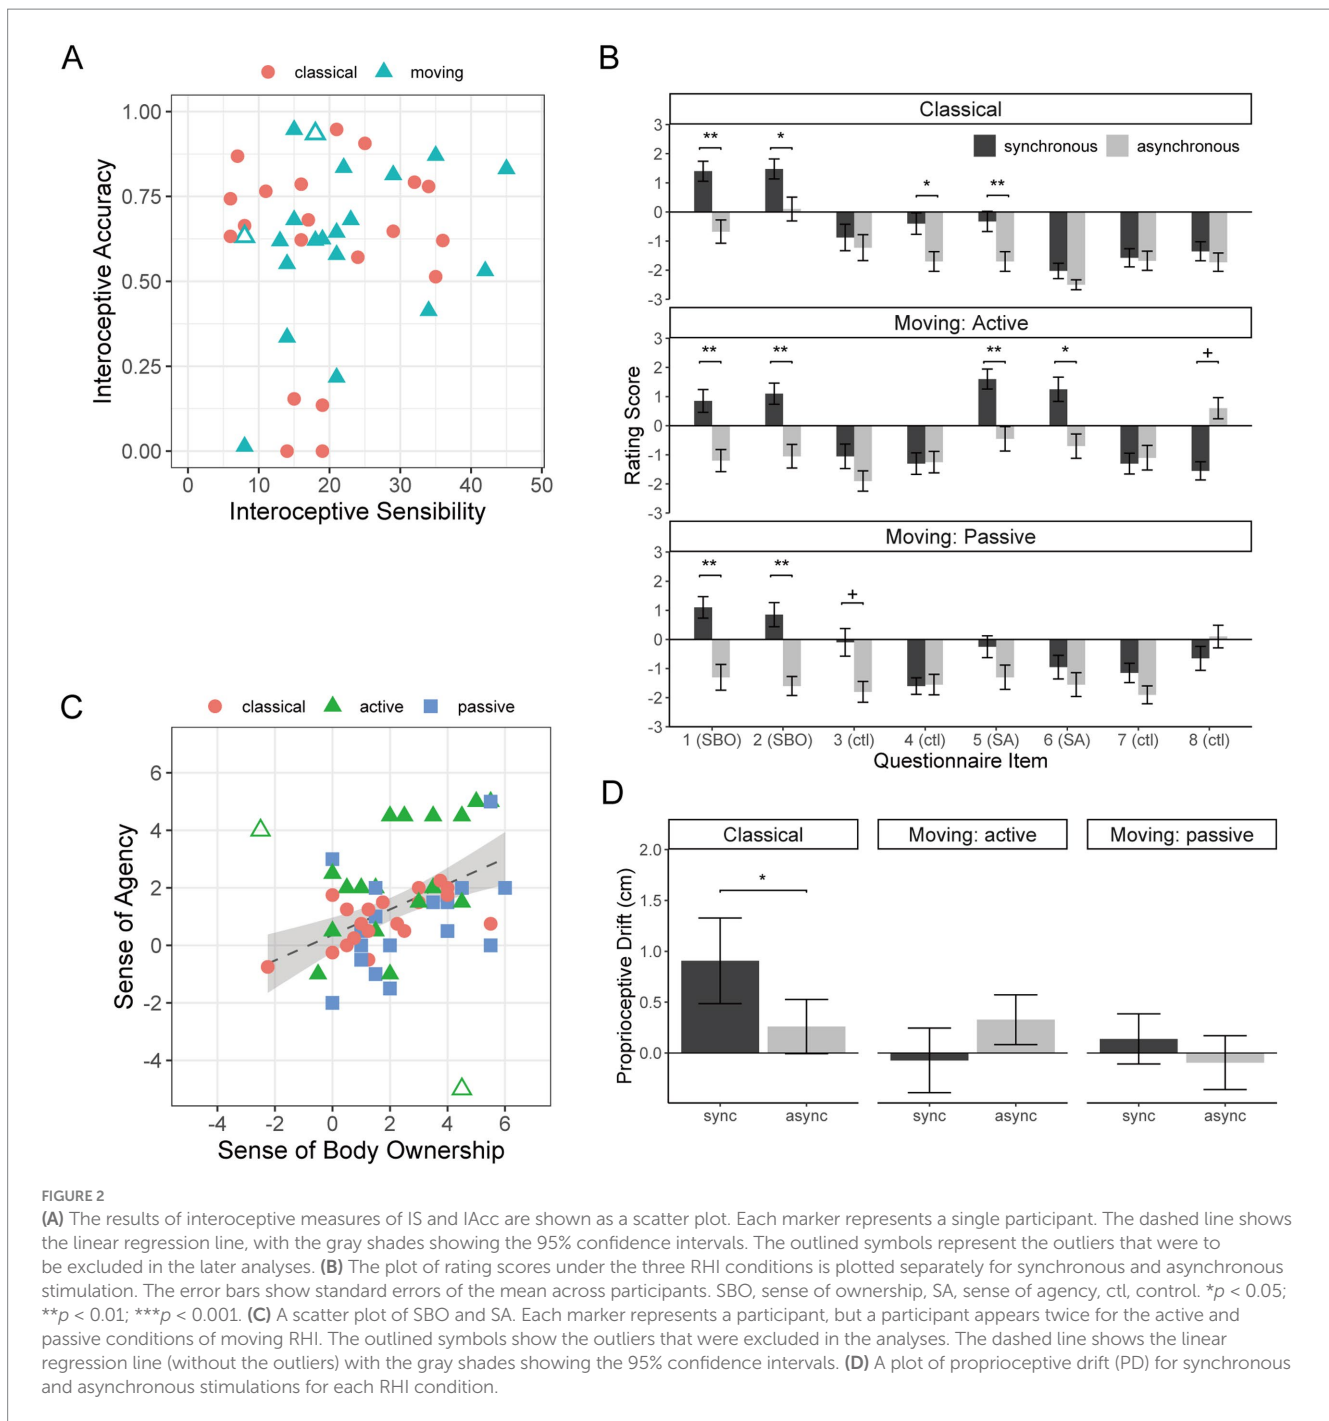 A
classical moving
1.00
0.75
0.50
0.25
0.00
Interoceptive Accuracy
0 10 20 30 40 50
Interoceptive Sensibility
B
Classical
synchronous asynchronous
3
2
1
0
-1
-2
-3
** * * **
Moving: Active
3
2
1
0
-1
-2
-3
** ** ** * +
Rating Score
Moving: Passive
3
2
1
0
-1
-2
-3
** ** +
1 (SBO) 2 (SBO) 3 (ctl) 4 (ctl) 5 (SA) 6 (SA) 7 (ctl) 8 (ctl)
Questionnaire Item
C
classical active passive
6
4
2
0
-2
-4
Sense of Agency
-4 -2 0 2 4 6
Sense of Body Ownership
D
Classical Moving: active Moving: passive
2.0
1.5
1.0
0.5
0.0
*
Proprioceptive Drift (cm)
sync async sync async sync async
FIGURE 2
(A) The results of interoceptive measures of IS and IAcc are shown as a scatter plot. Each marker represents a single participant. The dashed line shows
the linear regression line, with the gray shades showing the 95% confidence intervals. The outlined symbols represent the outliers that were to
be excluded in the later analyses. (B) The plot of rating scores under the three RHI conditions is plotted separately for synchronous and asynchronous
stimulation. The error bars show standard errors of the mean across participants. SBO, sense of ownership, SA, sense of agency, ctl, control. *p < 0.05;
**p < 0.01; ***p < 0.001. (C) A scatter plot of SBO and SA. Each marker represents a participant, but a participant appears twice for the active and
passive conditions of moving RHI. The outlined symbols show the outliers that were excluded in the analyses. The dashed line shows the linear
regression line (without the outliers) with the gray shades showing the 95% confidence intervals. (D) A plot of proprioceptive drift (PD) for synchronous
and asynchronous stimulations for each RHI condition.